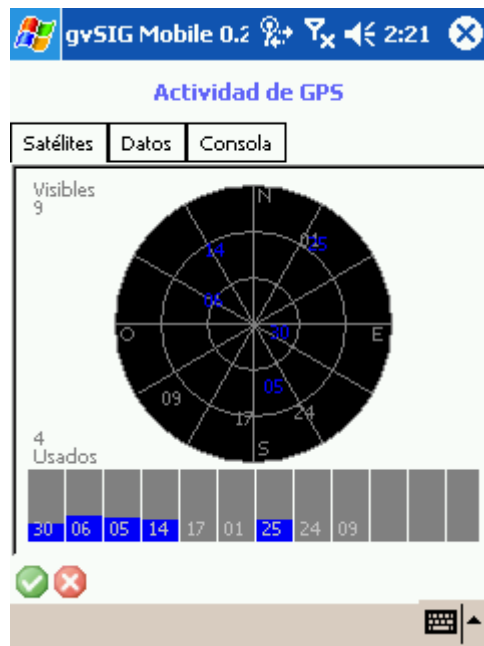 gvSIG Mobile 0.2 2:21
Actividad de GPS
Satélites Datos Consola
Visibles
9
N
14 01 25
06
O 30 E
05
09 17 24
S
4
Usados
30 06 05 14 17 01 25 24 09